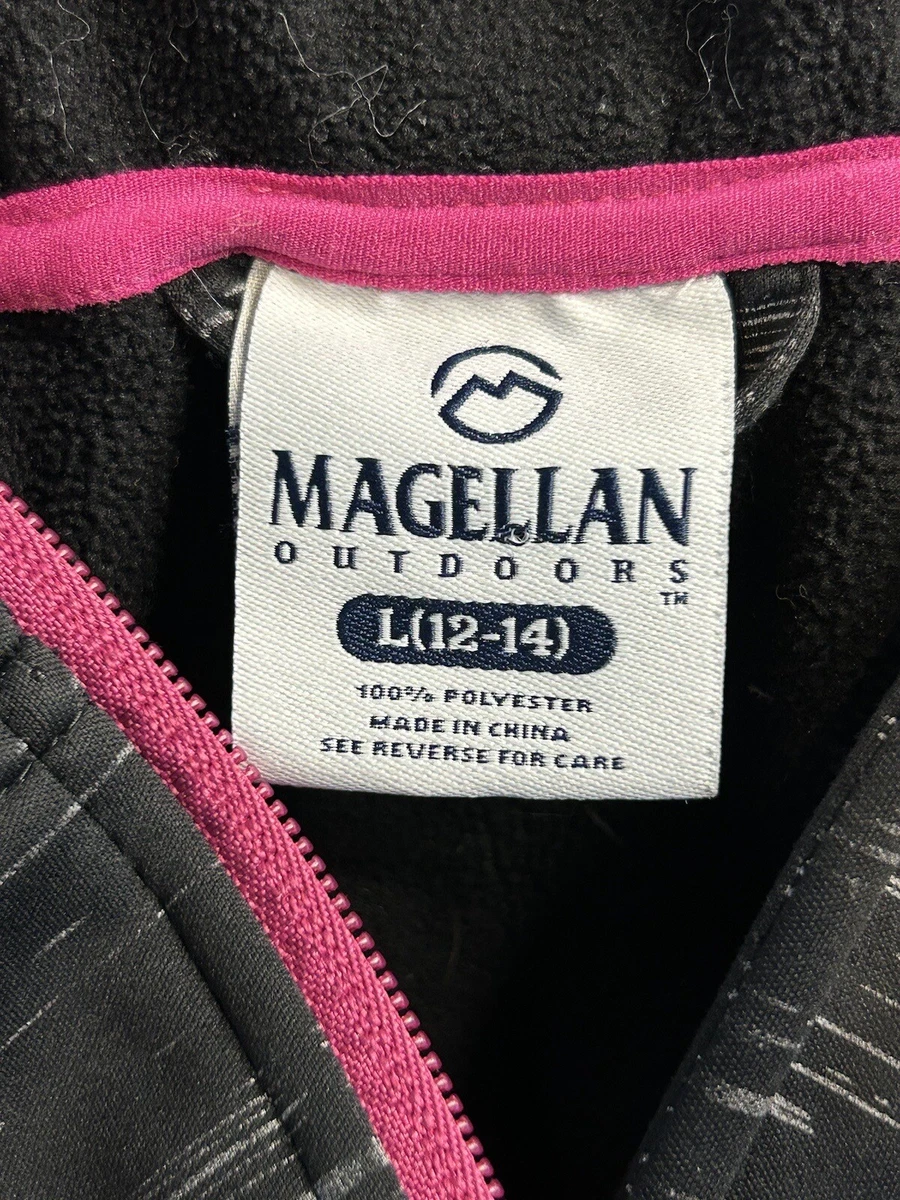 MAGELLAN
OUTDOORS
TM
L(12-14)
100% POLYESTER
MADE IN CHINA
SEE REVERSE FOR CARE